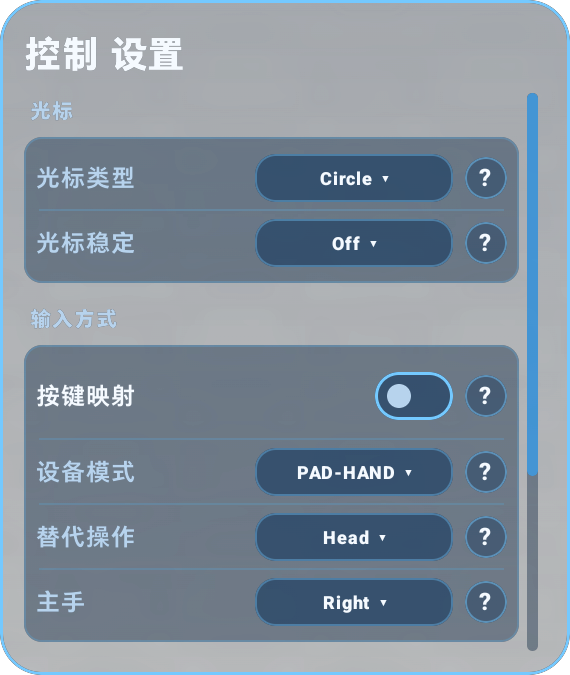 控制 设置
光标
光标类型 Circle ▾ ?
光标稳定 Off ▾ ?
输入方式
按键映射 ?
设备模式 PAD-HAND ▾ ?
替代操作 Head ▾ ?
主手 Right ▾ ?